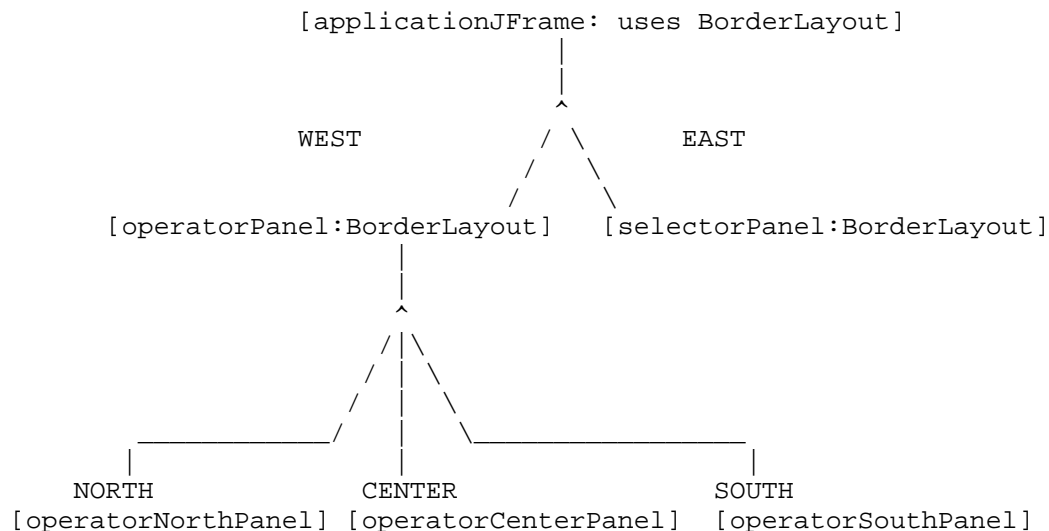 [applicationJFrame: uses BorderLayout]
WEST EAST
[operatorPanel:BorderLayout] [selectorPanel:BorderLayout]
NORTH CENTER SOUTH
[operatorNorthPanel] [operatorCenterPanel] [operatorSouthPanel]